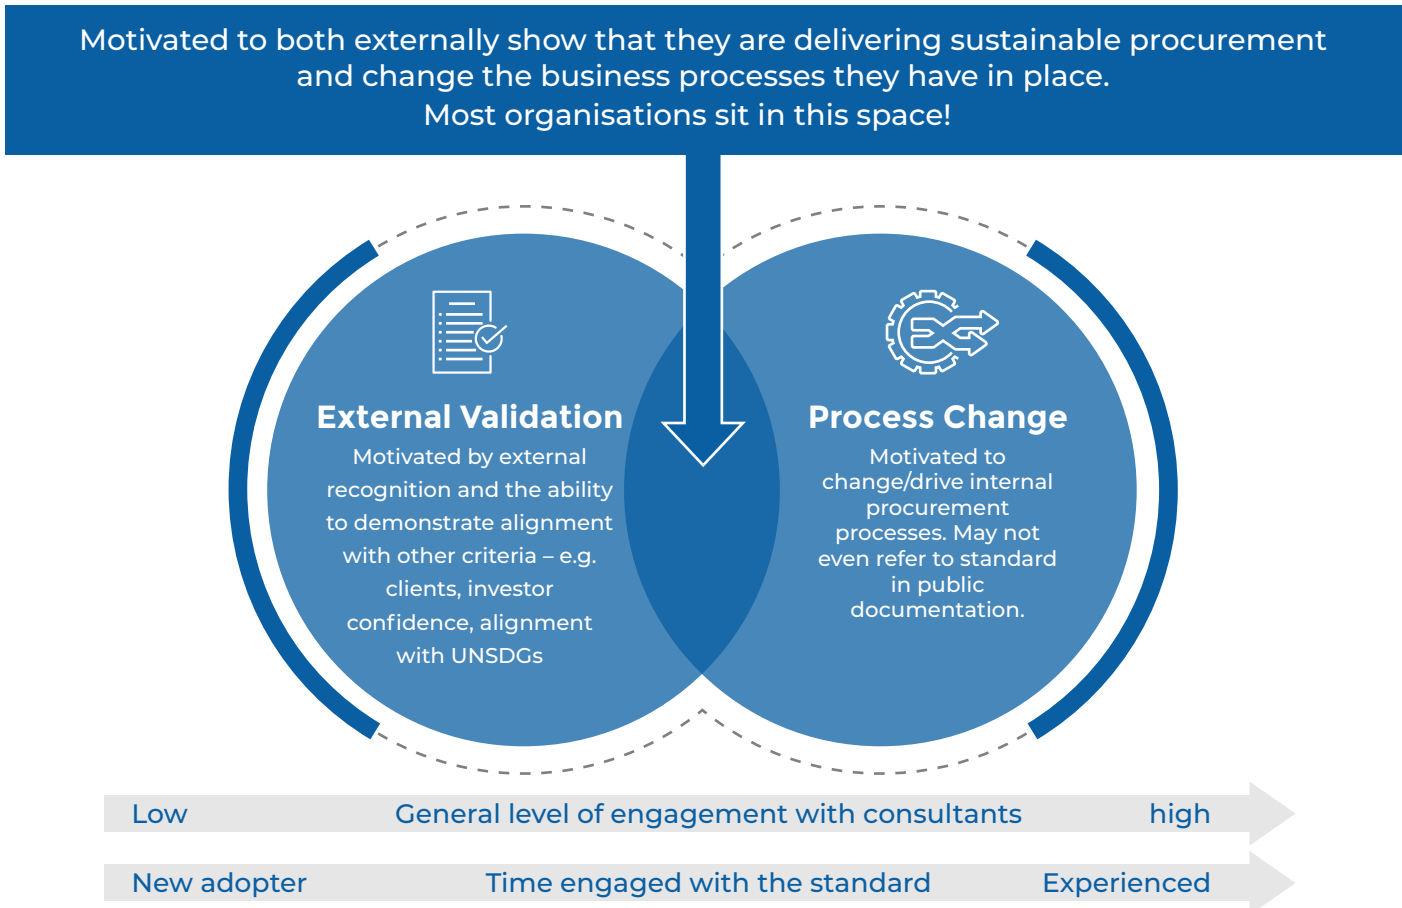 Motivated to both externally show that they are delivering sustainable procurement
and change the business processes they have in place.
Most organisations sit in this space!
External Validation
Motivated by external
recognition and the ability
to demonstrate alignment
with other criteria – e.g.
clients, investor
confidence, alignment
with UNSDGs
Process Change
Motivated to
change/drive internal
procurement
processes. May not
even refer to standard
in public
documentation.
Low General level of engagement with consultants high
New adopter Time engaged with the standard Experienced